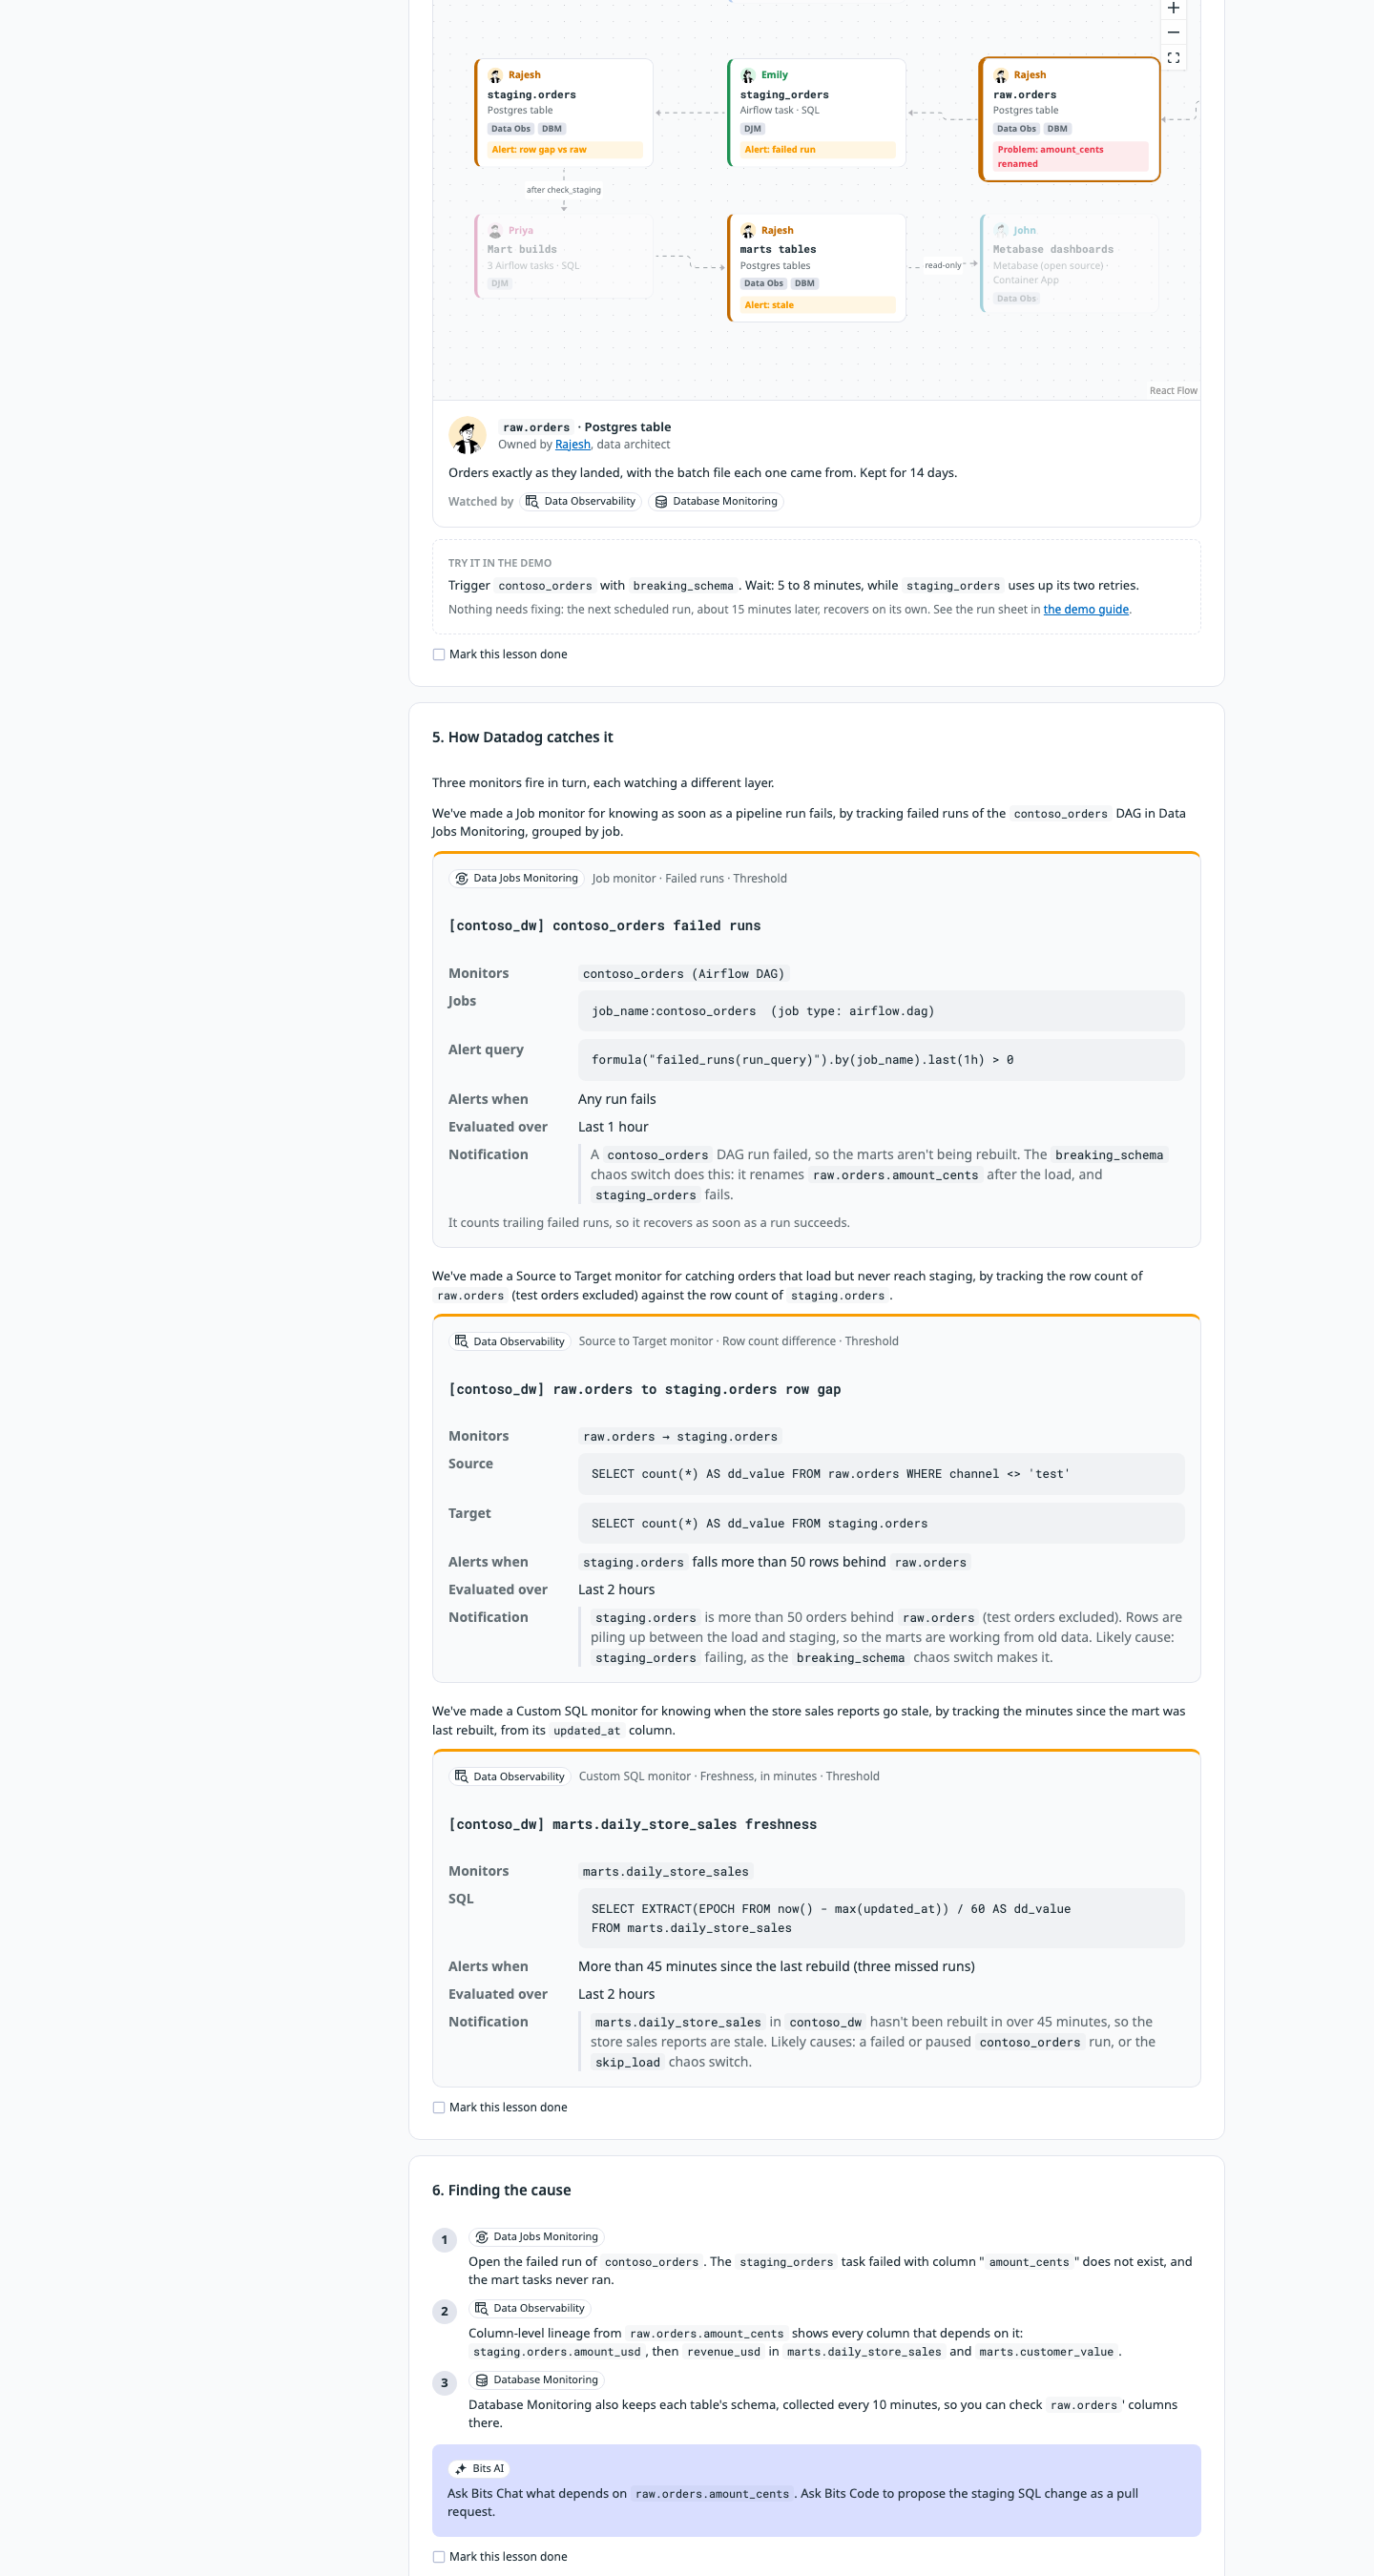 Rajesh
staging.orders
Postgres table
Data Obs DBM
Alert: row gap vs raw
Emily
staging_orders
Airflow task · SQL
DJM
Alert: failed run
Rajesh
raw.orders
Postgres table
Data Obs DBM
Problem: amount_cents
renamed
after check_staging
Priya
Mart builds
3 Airflow tasks · SQL
DJM
Rajesh
marts tables
Postgres tables
Data Obs DBM
Alert: stale
read-only
John
Metabase dashboards
Metabase (open source) ·
Container App
Data Obs
React Flow
raw.orders · Postgres table
Owned by Rajesh, data architect
Orders exactly as they landed, with the batch file each one came from. Kept for 14 days.
Watched by Data Observability Database Monitoring
TRY IT IN THE DEMO
Trigger contoso_orders with breaking_schema. Wait: 5 to 8 minutes, while staging_orders uses up its two retries.
Nothing needs fixing: the next scheduled run, about 15 minutes later, recovers on its own. See the run sheet in the demo guide.
Mark this lesson done
5. How Datadog catches it
Three monitors fire in turn, each watching a different layer.
We've made a Job monitor for knowing as soon as a pipeline run fails, by tracking failed runs of the contoso_orders DAG in Data
Jobs Monitoring, grouped by job.
Data Jobs Monitoring Job monitor · Failed runs · Threshold
[contoso_dw] contoso_orders failed runs
Monitors contoso_orders (Airflow DAG)
Jobs job_name:contoso_orders (job type: airflow.dag)
Alert query formula("failed_runs(run_query)").by(job_name).last(1h) > 0
Alerts when Any run fails
Evaluated over Last 1 hour
Notification A contoso_orders DAG run failed, so the marts aren't being rebuilt. The breaking_schema
chaos switch does this: it renames raw.orders.amount_cents after the load, and
staging_orders fails.
It counts trailing failed runs, so it recovers as soon as a run succeeds.
We've made a Source to Target monitor for catching orders that load but never reach staging, by tracking the row count of
raw.orders (test orders excluded) against the row count of staging.orders.
Data Observability Source to Target monitor · Row count difference · Threshold
[contoso_dw] raw.orders to staging.orders row gap
Monitors raw.orders → staging.orders
Source SELECT count(*) AS dd_value FROM raw.orders WHERE channel <> 'test'
Target SELECT count(*) AS dd_value FROM staging.orders
Alerts when staging.orders falls more than 50 rows behind raw.orders
Evaluated over Last 2 hours
Notification staging.orders is more than 50 orders behind raw.orders (test orders excluded). Rows are
piling up between the load and staging, so the marts are working from old data. Likely cause:
staging_orders failing, as the breaking_schema chaos switch makes it.
We've made a Custom SQL monitor for knowing when the store sales reports go stale, by tracking the minutes since the mart was
last rebuilt, from its updated_at column.
Data Observability Custom SQL monitor · Freshness, in minutes · Threshold
[contoso_dw] marts.daily_store_sales freshness
Monitors marts.daily_store_sales
SQL SELECT EXTRACT(EPOCH FROM now() - max(updated_at)) / 60 AS dd_value
FROM marts.daily_store_sales
Alerts when More than 45 minutes since the last rebuild (three missed runs)
Evaluated over Last 2 hours
Notification marts.daily_store_sales in contoso_dw hasn't been rebuilt in over 45 minutes, so the
store sales reports are stale. Likely causes: a failed or paused contoso_orders run, or the
skip_load chaos switch.
Mark this lesson done
6. Finding the cause
1 Data Jobs Monitoring
Open the failed run of contoso_orders. The staging_orders task failed with column "amount_cents" does not exist, and
the mart tasks never ran.
2 Data Observability
Column-level lineage from raw.orders.amount_cents shows every column that depends on it:
staging.orders.amount_usd, then revenue_usd in marts.daily_store_sales and marts.customer_value.
3 Database Monitoring
Database Monitoring also keeps each table's schema, collected every 10 minutes, so you can check raw.orders' columns
there.
Bits AI
Ask Bits Chat what depends on raw.orders.amount_cents. Ask Bits Code to propose the staging SQL change as a pull
request.
Mark this lesson done